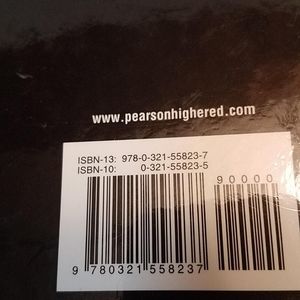 www.pearsonhighered.com
ISBN-13: 978-0-321-55823-7
ISBN-10: 0-321-55823-5
90000
9 780321 558237